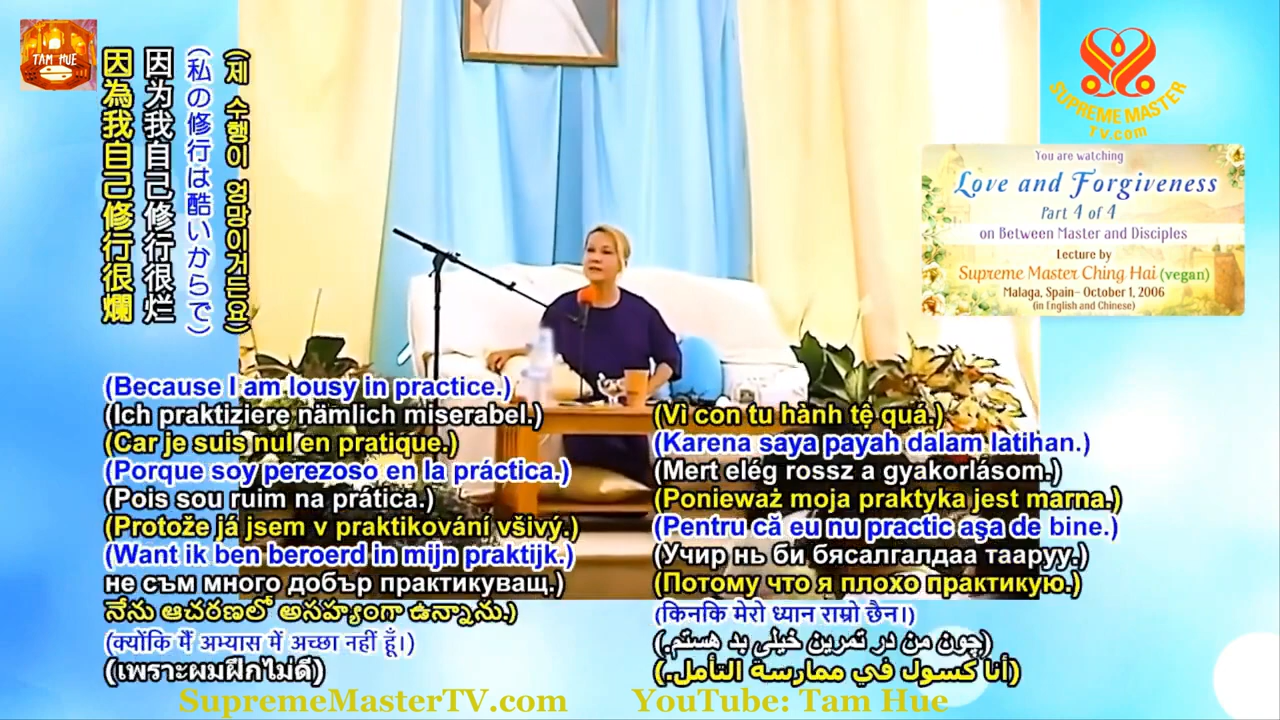 TAM HUE
(제 수행이 엉망이거든요)
(私の修行は酷いからで)
因为我自己修行很烂
因為我自己修行很爛
SUPREME MASTER
TV.com
You are watching
Love and Forgiveness
Part 4 of 4
on Between Master and Disciples
Lecture by
Supreme Master Ching Hai (vegan)
Malaga, Spain– October 1, 2006
(in English and Chinese)
(Because I am lousy in practice.)
(Ich praktiziere nämlich miserabel.)
(Car je suis nul en pratique.)
(Porque soy perezoso en la práctica.)
(Pois sou ruim na prática.)
(Protože já jsem v praktikování všivý.)
(Want ik ben beroerd in mijn praktijk.)
не съм много добър практикуващ.)
నేను ఆచరణలో అసహ్యంగా ఉన్నాను.)
(क्योंकि मैं अभ्यास में अच्छा नहीं हूँ।)
(เพราะผมฝึกไม่ดี)
(Vì con tu hành tệ quá.)
(Karena saya payah dalam latihan.)
(Mert elég rossz a gyakorlásom.)
(Ponieważ moja praktyka jest marna.)
(Pentru că eu nu practic aşa de bine.)
(Учир нь би бясалгалдаа тааруу.)
(Потому что я плохо практикую.)
(किनकि मेरो ध्यान राम्रो छैन।)
(چون من در تمرین خیلی بد هستم.)
(أنا كسول في ممارسة التأمل.)
SupremeMasterTV.com
YouTube: Tam Hue